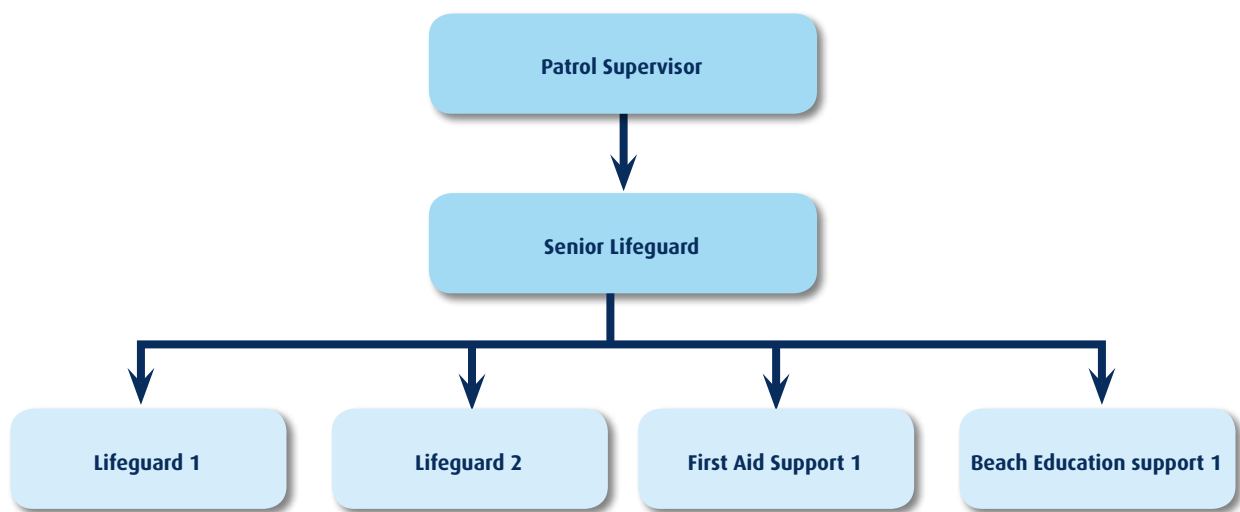 Patrol Supervisor
Senior Lifeguard
Lifeguard 1
Lifeguard 2
First Aid Support 1
Beach Education support 1